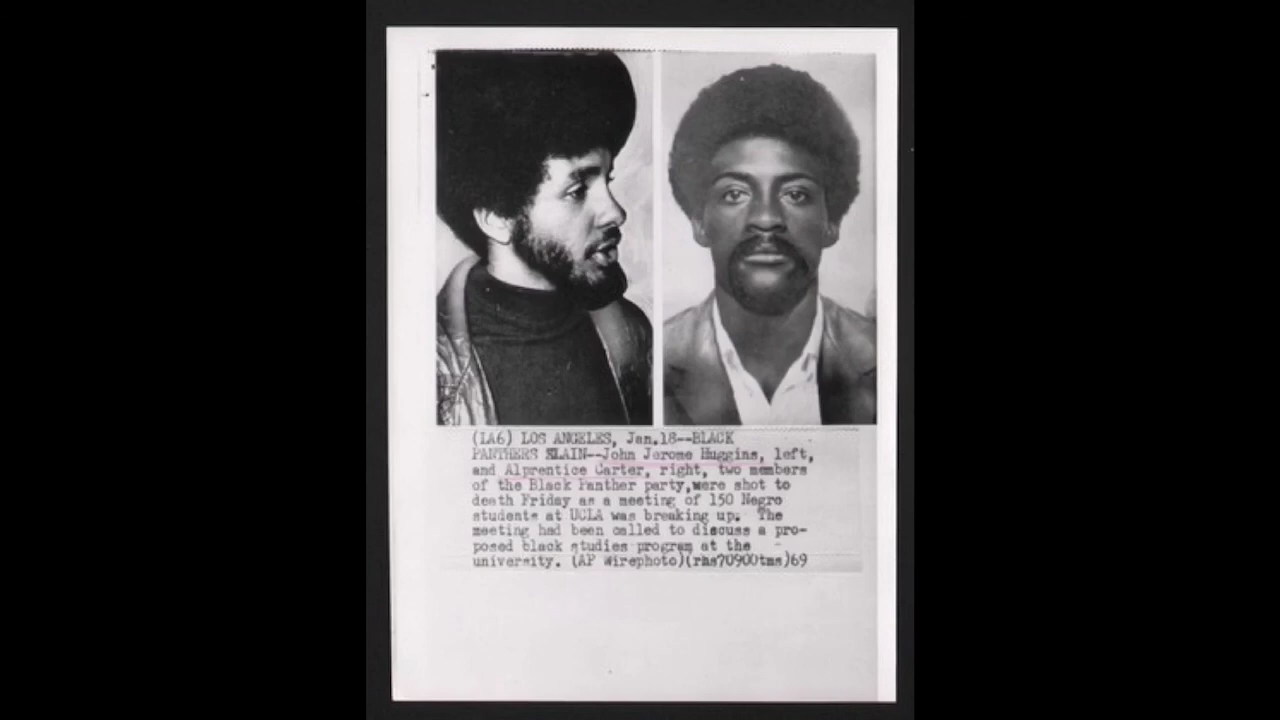 (LA6) LOS ANGELES, Jan.18--BLACK
PANTHERS SLAIN--John Jerome Huggins, left,
and Alprentice Carter, right, two members
of the Black Panther party,were shot to
death Friday as a meeting of 150 Negro
students at UCLA was breaking up. The
meeting had been called to discuss a pro-
posed black studies program at the
university. (AP wirephoto)(rhs70900tms)69